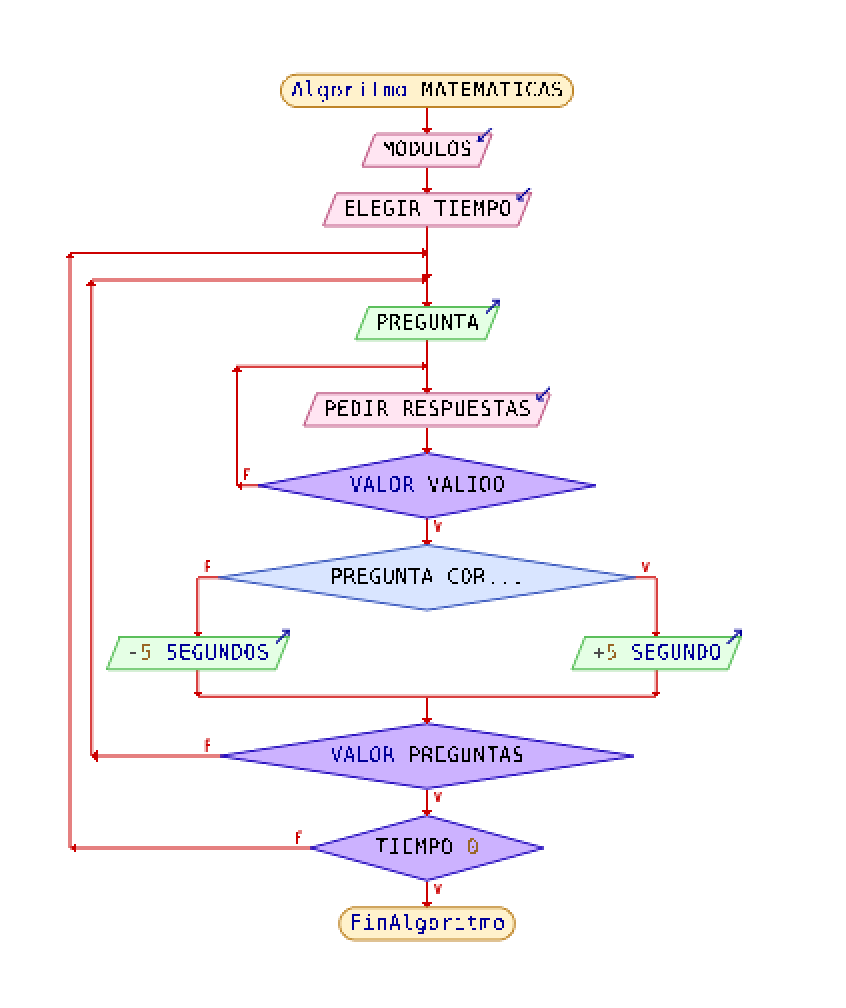 Algoritmo MATEMATICAS
MODULOS
ELEGIR TIEMPO
PREGUNTA
PEDIR RESPUESTAS
F
VALOR VALIDO
V
F
PREGUNTA COR...
V
-5 SEGUNDOS
+5 SEGUNDO
F
VALOR PREGUNTAS
V
F
TIEMPO 0
V
FinAlgoritmo